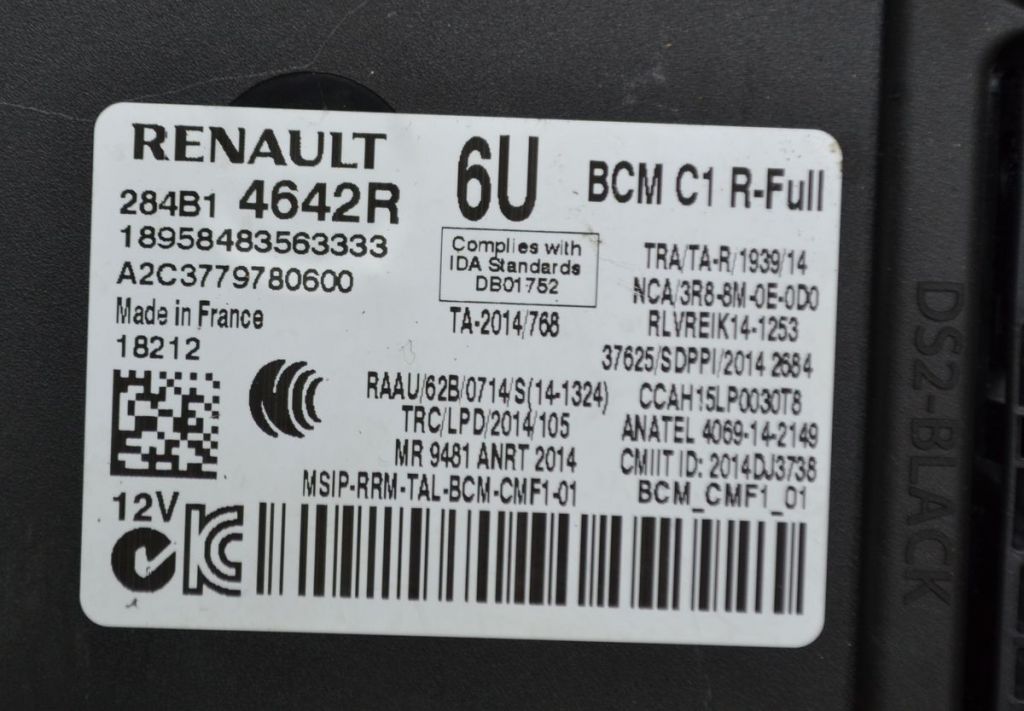 RENAULT
6U
BCM C1 R-Full
284B1 4642R
18958483563333
A2C3779780600
Made in France
18212
Complies with
IDA Standards
DB01752
TA-2014/768
TRA/TA-R/1939/14
NCA/3R8-8M-0E-0D0
RLVREIK14-1253
37625/SDPPI/2014 2684
RAAU/62B/0714/S(14-1324)
CCAH15LP0030T8
TRC/LPD/2014/105
ANATEL 4069-14-2149
MR 9481 ANRT 2014
CMIIT ID: 2014DJ3738
MSIP-RRM-TAL-BCM-CMF1-01
BCM_CMF1_01
12V
DS2-BLACK